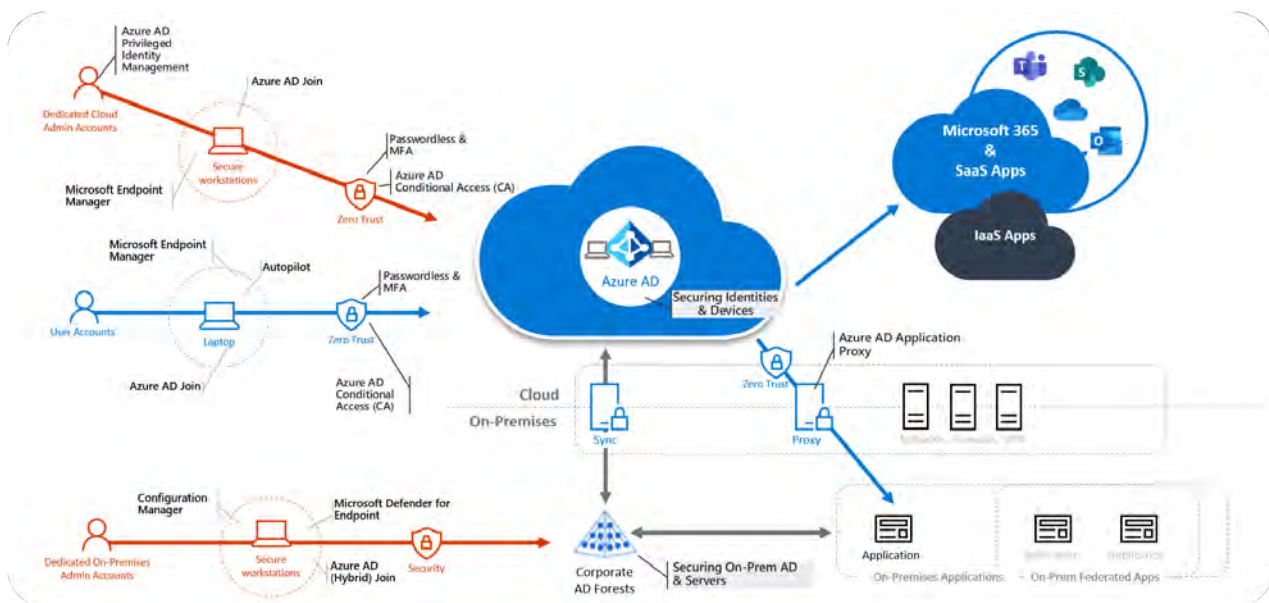 Azure AD
Privileged
Identity
Management
Azure AD Join
Dedicated Cloud
Admin Accounts
Secure
workstations
Microsoft Endpoint
Manager
Passwordless &
MFA
Azure AD
Conditional Access (CA)
Zero Trust
Microsoft Endpoint
Manager
Autopilot
User Accounts
Laptop
Azure AD Join
Passwordless &
MFA
Zero Trust
Azure AD
Conditional
Access (CA)
Azure AD
Securing Identities
& Devices
T
S
O
Microsoft 365
&
SaaS Apps
IaaS Apps
Azure AD Application
Proxy
Zero Trust
Cloud
On-Premises
Sync
Proxy
Configuration
Manager
Microsoft Defender for
Endpoint
Dedicated On-Premises
Admin Accounts
Secure
workstations
Azure AD
(Hybrid) Join
Security
Corporate
AD Forests
Securing On-Prem AD
& Servers
Application
On-Premises Applications
On-Prem Federated Apps